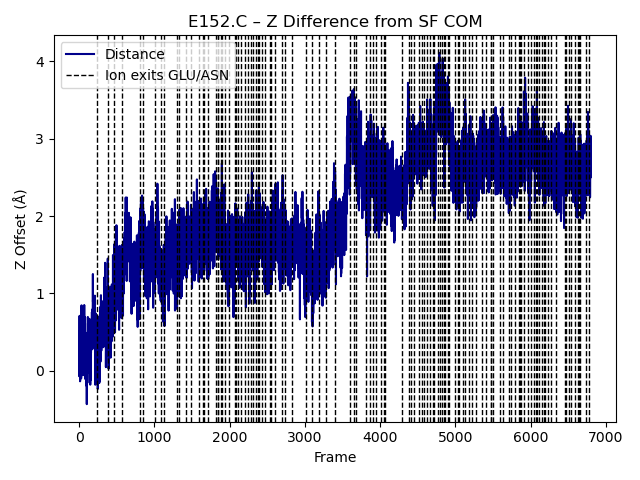 E152.C – Z Difference from SF COM
Distance
Ion exits GLU/ASN
4
3
2
1
0
Z Offset (Å)
0 1000 2000 3000 4000 5000 6000 7000
Frame